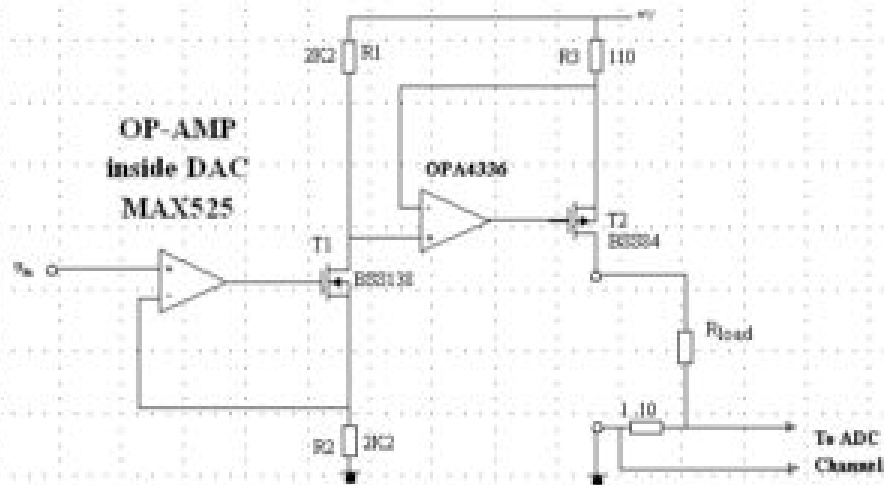 2K2
R1
R3
110
OP-AMP
inside DAC
MAX525
OPA4336
T1
T2
BSS84
BSS138
Rload
1.10
R2
2K2
To ADC
Channel